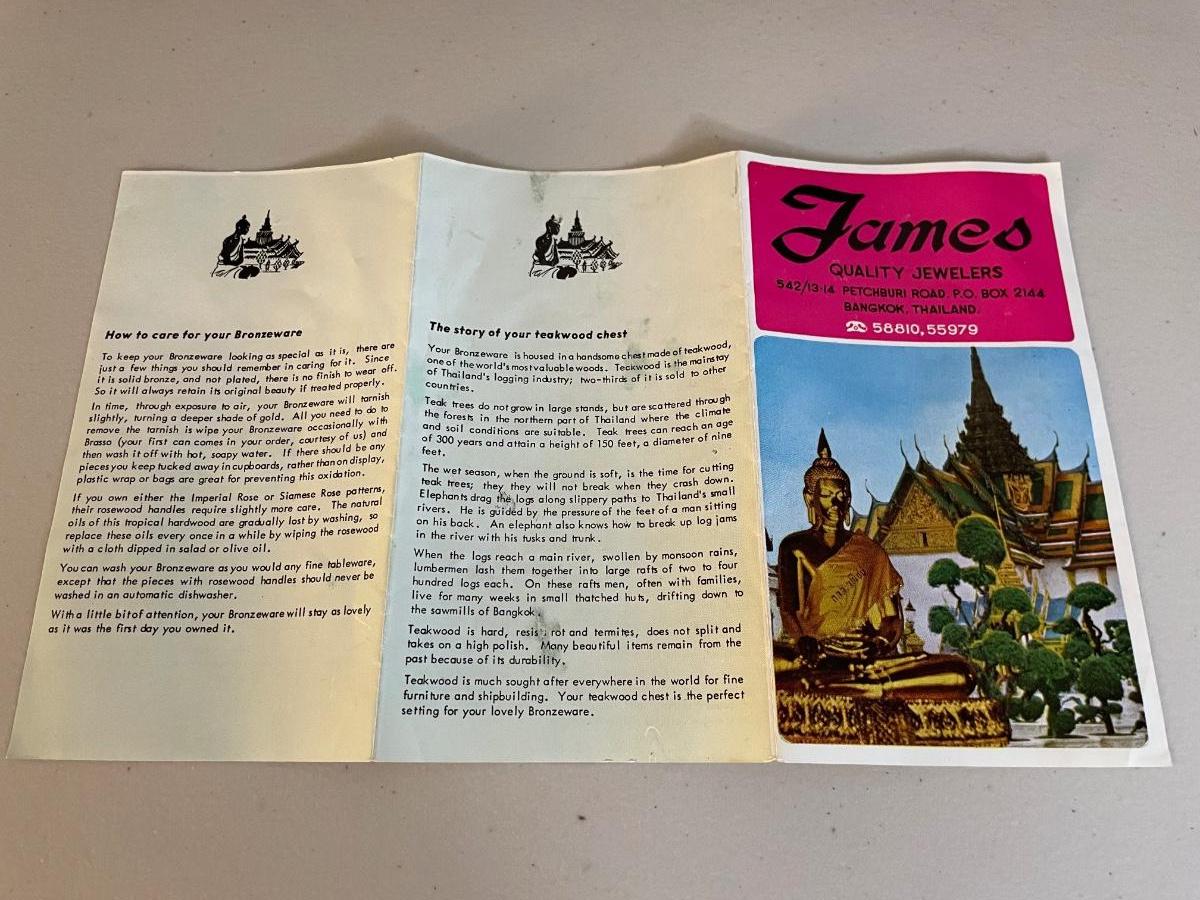 How to care for your Bronzeware
To keep your Bronzeware looking as special as it is, there are
just a few things you should remember in caring for it. Since
it is solid bronze, and not plated, there is no finish to wear off.
So it will always retain its original beauty if treated properly.
In time, through exposure to air, your Bronzeware will tarnish
slightly, turning a deeper shade of gold. All you need to do to
remove the tarnish is wipe your Bronzeware occasionally with
Brasso (your first can comes in your order, courtesy of us) and
then wash it off with hot, soapy water. If there should be any
pieces you keep tucked away in cupboards, rather than on display,
plastic wrap or bags are great for preventing this oxidation.
If you own either the Imperial Rose or Siamese Rose patterns,
their rosewood handles require slightly more care. The natural
oils of this tropical hardwood are gradually lost by washing, so
replace these oils every once in a while by wiping the rosewood
with a cloth dipped in salad or olive oil.
You can wash your Bronzeware as you would any fine tableware,
except that the pieces with rosewood handles should never be
washed in an automatic dishwasher.
With a little bit of attention, your Bronzeware will stay as lovely
as it was the first day you owned it.
The story of your teakwood chest
Your Bronzeware is housed in a handsome chest made of teakwood,
one of the world's most valuable woods. Teckwood is the mainstay
of Thailand's logging industry; two-thirds of it is sold to other
countries.
Teak trees do not grow in large stands, but are scattered through
the forests in the northern part of Thailand where the climate
and soil conditions are suitable. Teak trees can reach an age
of 300 years and attain a height of 150 feet, a diameter of nine
feet.
The wet season, when the ground is soft, is the time for cutting
teak trees; they they will not break when they crash down.
Elephants drag the logs along slippery paths to Thailand's small
rivers. He is guided by the pressure of the feet of a man sitting
on his back. An elephant also knows how to break up log jams
in the river with his tusks and trunk.
When the logs reach a main river, swollen by monsoon rains,
lumbermen lash them together into large rafts of two to four
hundred logs each. On these rafts men, often with families,
live for many weeks in small thatched huts, drifting down to
the sawmills of Bangkok.
Teakwood is hard, resis rot and termites, does not split and
takes on a high polish. Many beautiful items remain from the
past because of its durability.
Teakwood is much sought after everywhere in the world for fine
furniture and shipbuilding. Your teakwood chest is the perfect
setting for your lovely Bronzeware.
James
QUALITY JEWELERS
542/13-14 PETCHBURI ROAD. P.O. BOX 2144
BANGKOK, THAILAND.
☎ 58810,55979